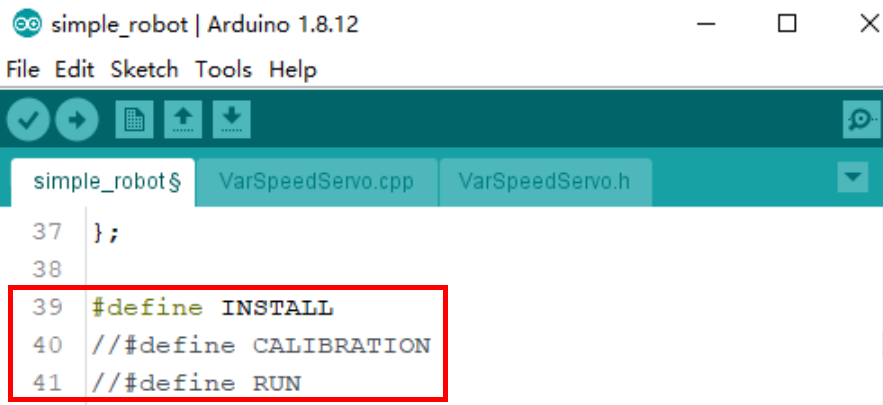 simple_robot | Arduino 1.8.12
File Edit Sketch Tools Help
simple_robot§ VarSpeedServo.cpp VarSpeedServo.h
37 };
38
39 #define INSTALL
40 //#define CALIBRATION
41 //#define RUN